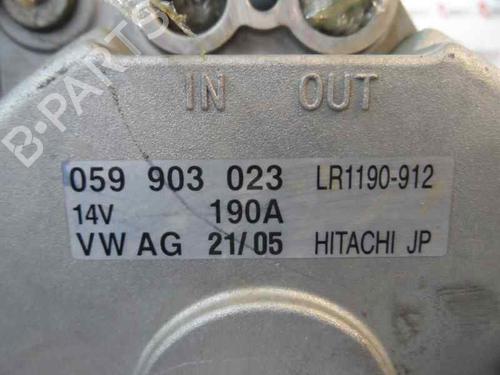 IN OUT
059 903 023 LR1190-912
14V 190A
VW AG 21/05 HITACHI JP
B-PARTS